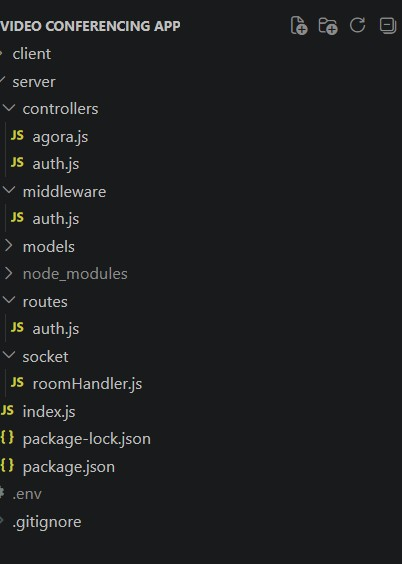 VIDEO CONFERENCING APP
client
server
controllers
JS agora.js
JS auth.js
middleware
JS auth.js
models
node_modules
routes
JS auth.js
socket
JS roomHandler.js
JS index.js
{} package-lock.json
{} package.json
.env
.gitignore